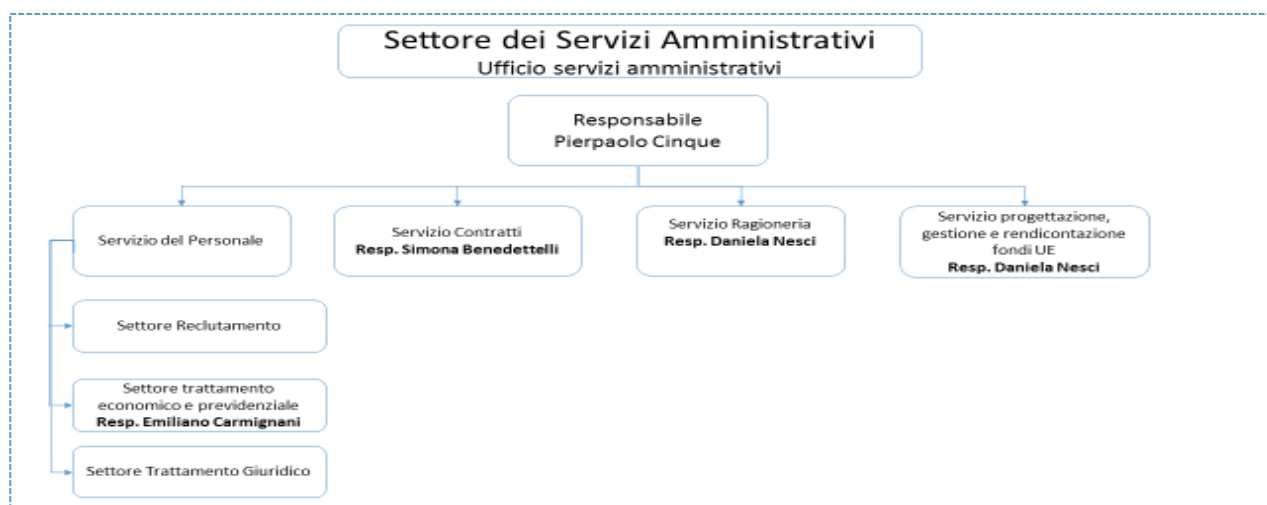 Settore dei Servizi Amministrativi
Ufficio servizi amministrativi
Responsabile
Pierpaolo Cinque
Servizio del Personale
Servizio Contratti
Resp. Simona Benedettelli
Servizio Ragioneria
Resp. Daniela Nesci
Servizio progettazione,
gestione e rendicontazione
fondi UE
Resp. Daniela Nesci
Settore Reclutamento
Settore trattamento
economico e previdenziale
Resp. Emiliano Carmignani
Settore Trattamento Giuridico